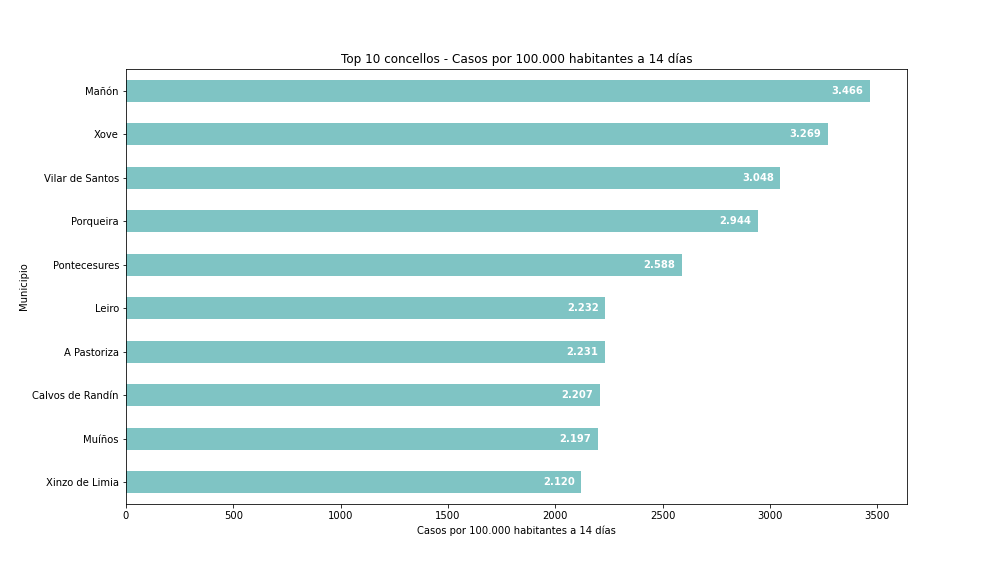 Top 10 concellos - Casos por 100.000 habitantes a 14 días
Municipio
Mañón 3.466
Xove 3.269
Vilar de Santos 3.048
Porqueira 2.944
Pontecesures 2.588
Leiro 2.232
A Pastoriza 2.231
Calvos de Randín 2.207
Muíños 2.197
Xinzo de Limia 2.120
0 500 1000 1500 2000 2500 3000 3500
Casos por 100.000 habitantes a 14 días